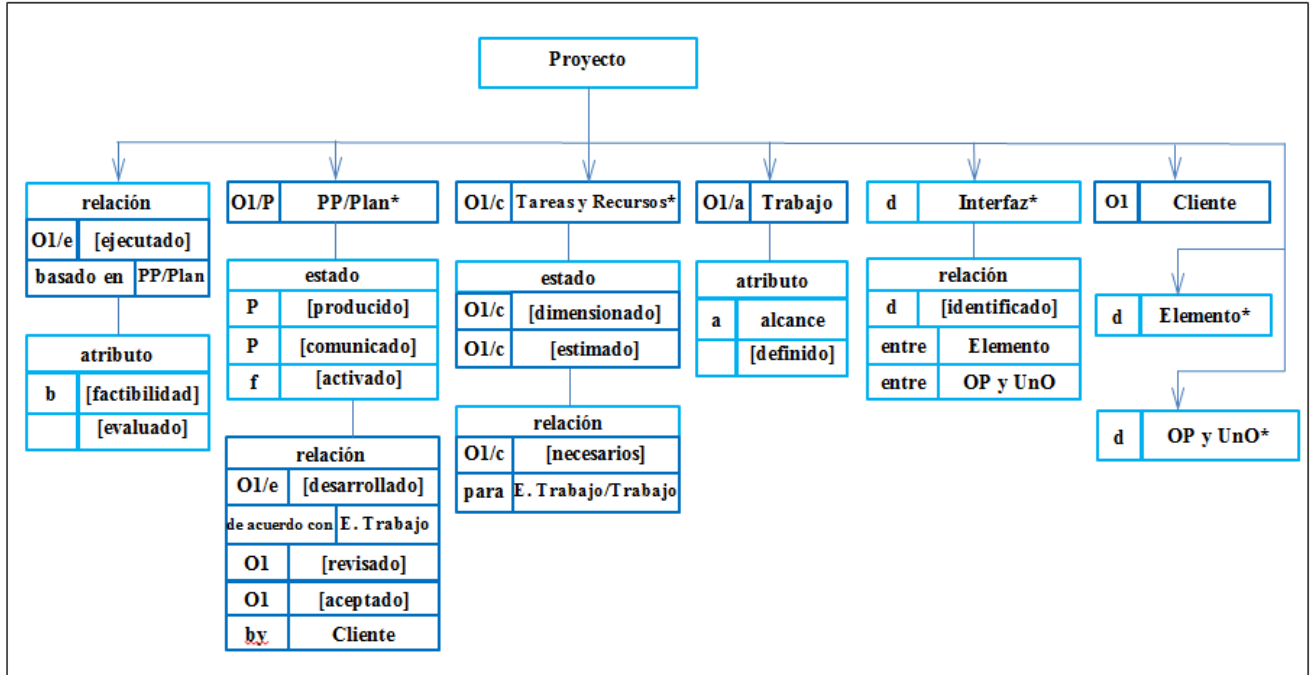 Proyecto
relación
O1/e [ejecutado]
basado en PP/Plan
atributo
b [factibilidad]
[evaluado]
O1/P PP/Plan*
estado
P [producido]
P [comunicado]
f [activado]
relación
O1/e [desarrollado]
de acuerdo con E. Trabajo
O1 [revisado]
O1 [aceptado]
by Cliente
O1/c Tareas y Recursos*
estado
O1/c [dimensionado]
O1/c [estimado]
relación
O1/c [necesarios]
para E. Trabajo/Trabajo
O1/a Trabajo
atributo
a alcance
[definido]
d Interfaz*
relación
d [identificado]
entre Elemento
entre OP y UnO
O1 Cliente
d Elemento*
d OP y UnO*